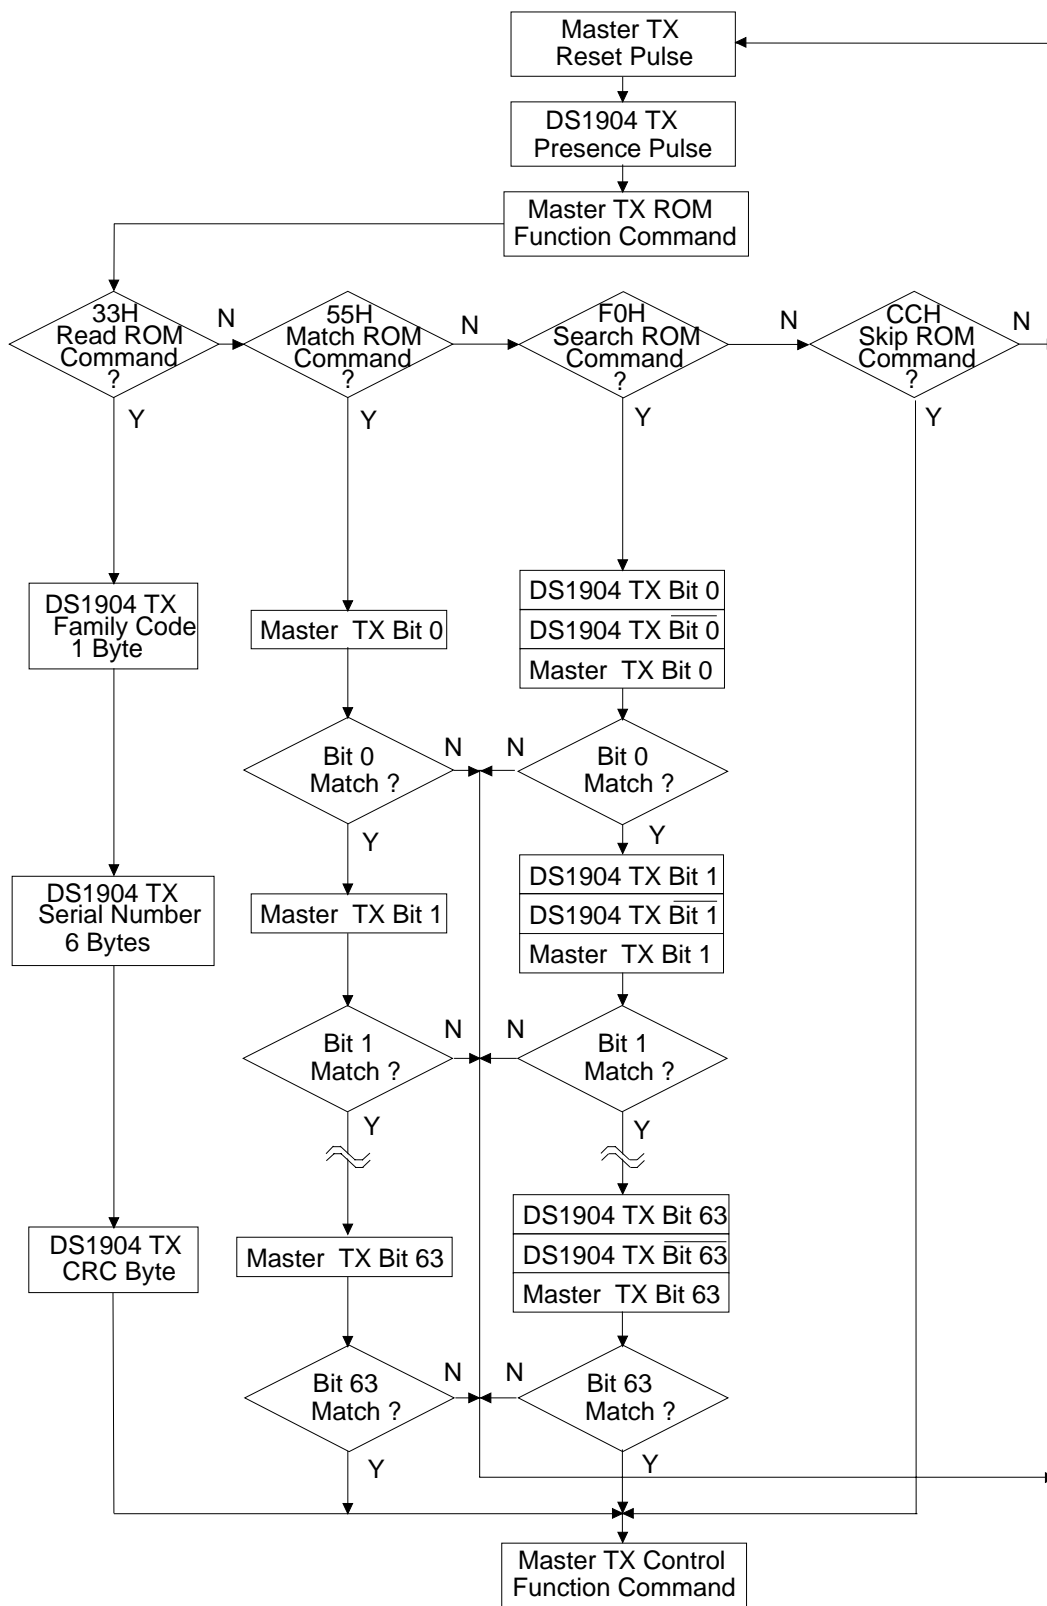 Master TX
Reset Pulse
DS1904 TX
Presence Pulse
Master TX ROM
Function Command
33H
Read ROM
Command
?
N
Y
55H
Match ROM
Command
?
N
Y
F0H
Search ROM
Command
?
N
Y
CCH
Skip ROM
Command
?
N
Y
DS1904 TX
Family Code
1 Byte
DS1904 TX
Serial Number
6 Bytes
DS1904 TX
CRC Byte
Master TX Bit 0
Bit 0
Match ?
N
Y
Master TX Bit 1
Bit 1
Match ?
N
Y
Master TX Bit 63
Bit 63
Match ?
N
Y
DS1904 TX Bit 0
DS1904 TX B̅i̅t̅ ̅0̅
Master TX Bit 0
Bit 0
Match ?
N
Y
DS1904 TX Bit 1
DS1904 TX B̅i̅t̅ ̅1̅
Master TX Bit 1
Bit 1
Match ?
N
Y
DS1904 TX Bit 63
DS1904 TX B̅i̅t̅ ̅6̅3̅
Master TX Bit 63
Bit 63
Match ?
N
Y
Master TX Control
Function Command